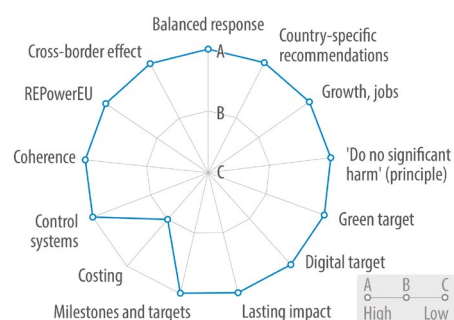 Balanced response
Country-specific
recommendations
Growth, jobs
'Do no significant
harm' (principle)
Green target
Digital target
Lasting impact
Milestones and targets
Costing
Control
systems
Coherence
REPowerEU
Cross-border effect
A
B
C
A B C
High Low